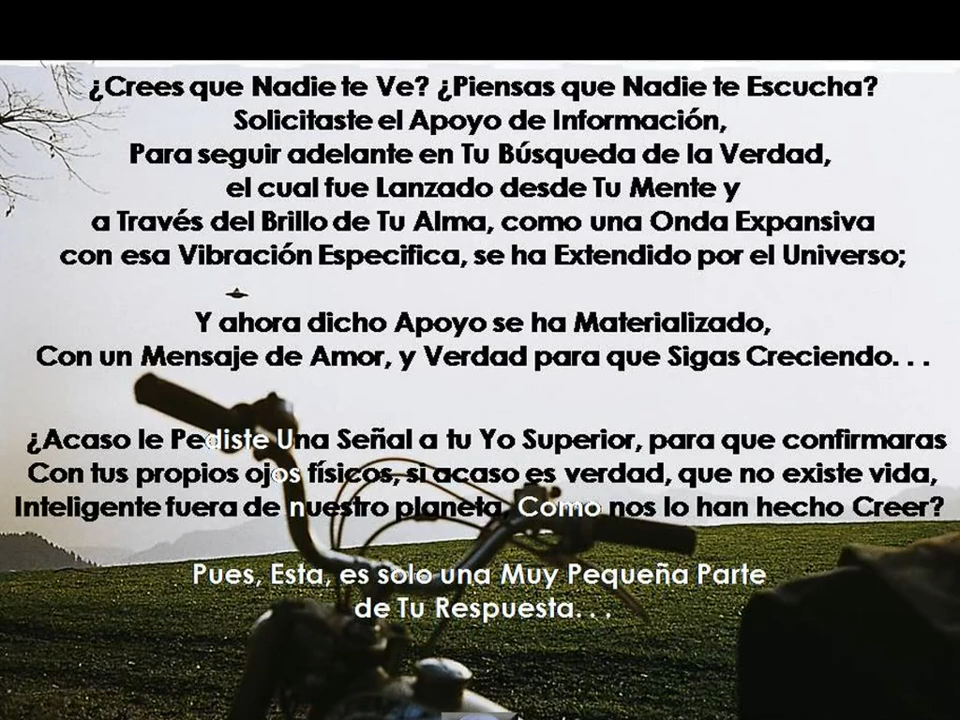 ¿Crees que Nadie te Ve? ¿Piensas que Nadie te Escucha?
Solicitaste el Apoyo de Información,
Para seguir adelante en Tu Búsqueda de la Verdad,
el cual fue Lanzado desde Tu Mente y
a Través del Brillo de Tu Alma, como una Onda Expansiva
con esa Vibración Especifica, se ha Extendido por el Universo;
Y ahora dicho Apoyo se ha Materializado,
Con un Mensaje de Amor, y Verdad para que Sigas Creciendo. . .
¿Acaso le Pediste Una Señal a tu Yo Superior, para que confirmaras
Con tus propios ojos físicos, si acaso es verdad, que no existe vida,
Inteligente fuera de nuestro planeta, Como nos lo han hecho Creer?
Pues, Esta, es sólo una Muy Pequeña Parte
de Tu Respuesta. . .